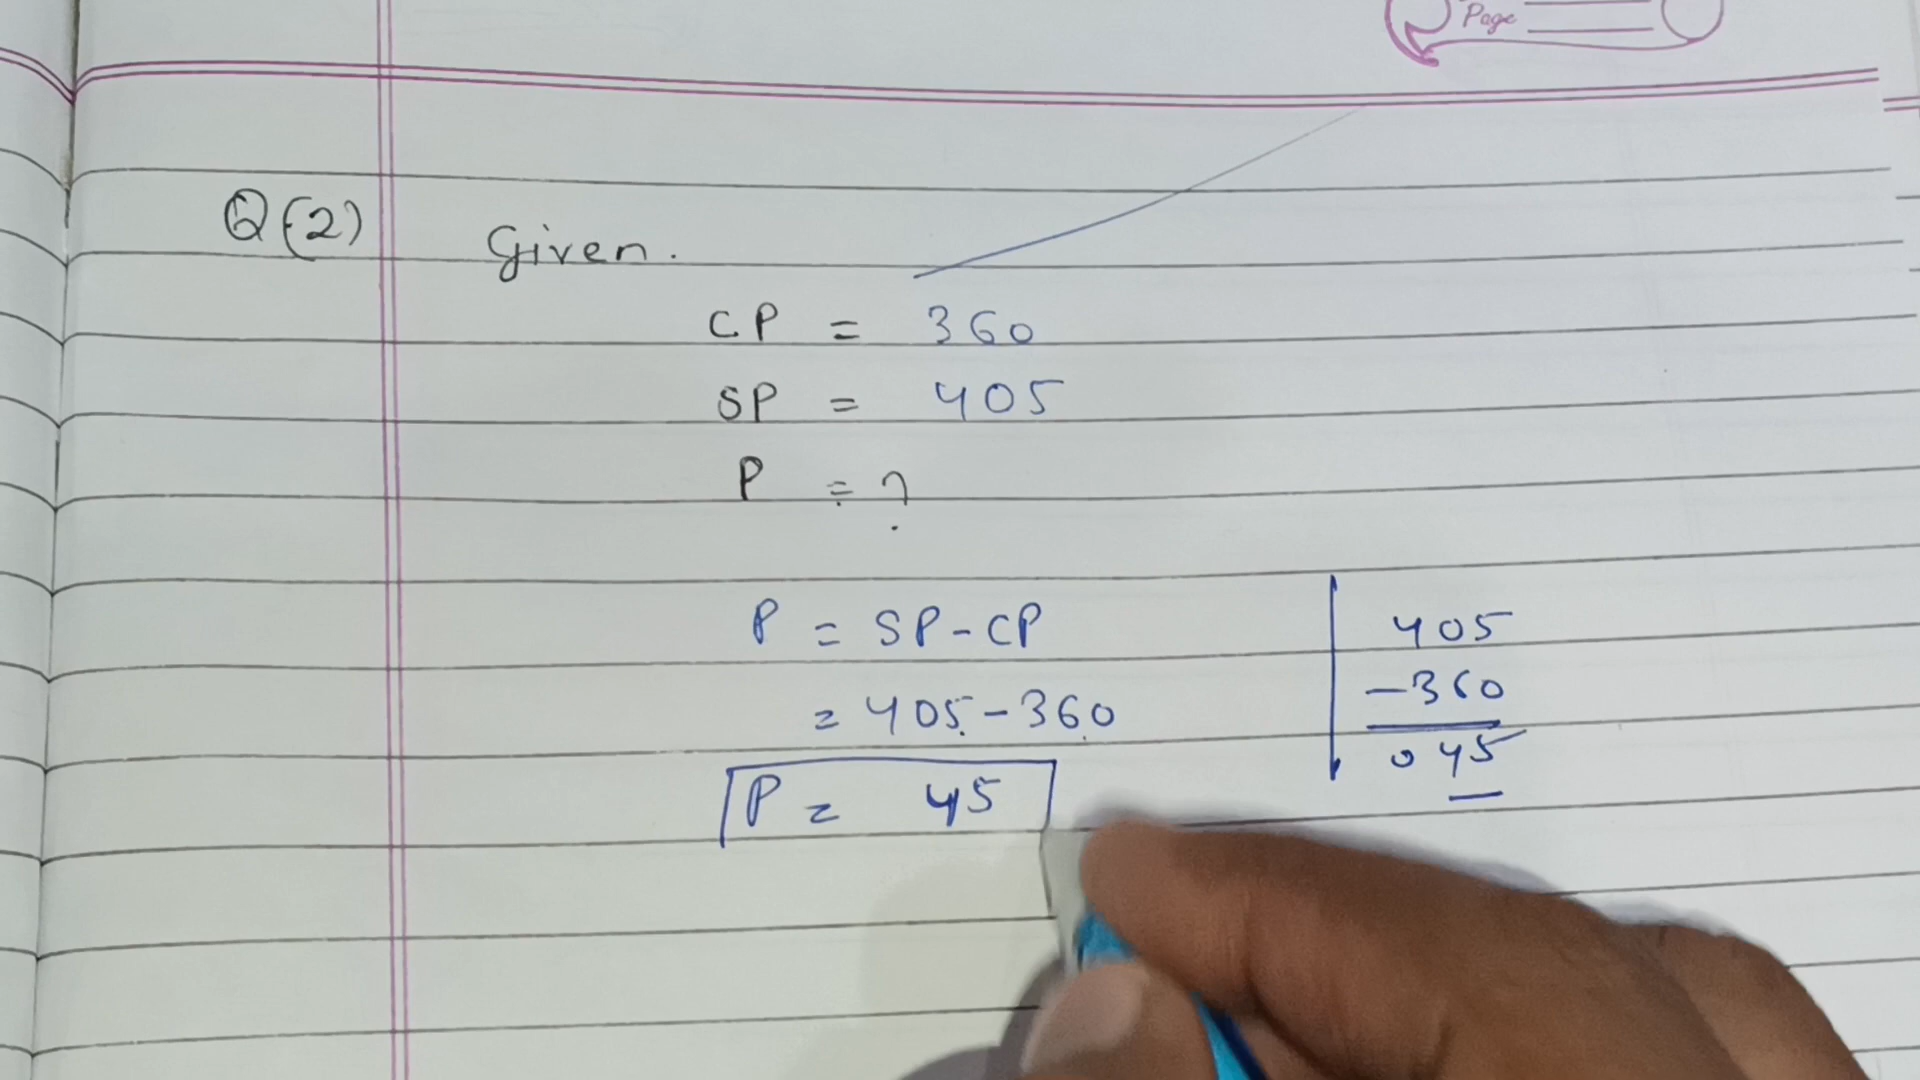 Page
Q(2) Given.
CP = 360
SP = 405
P = ?
P = SP-CP
= 405-360
P = 45
405
-360
045